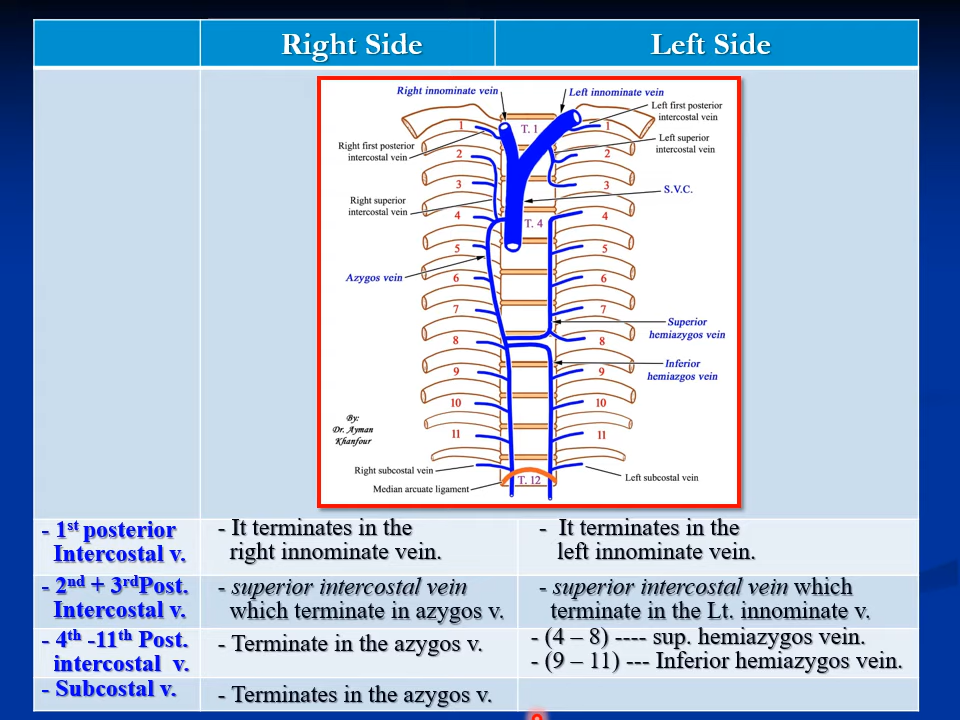 Right Side
Left Side
Right innominate vein
Left innominate vein
Left first posterior
intercostal vein
Right first posterior
intercostal vein
Left superior
intercostal vein
S.V.C.
Right superior
intercostal vein
Azygos vein
Superior
hemiazygos vein
Inferior
hemiazgos vein
By:
Dr. Ayman
Khanfour
Right subcostal vein
Median arcuate ligament
Left subcostal vein
T. 1
T. 4
T. 12
1
2
3
4
5
6
7
8
9
10
11
1
2
3
4
5
6
7
8
9
10
11
- 1st posterior
Intercostal v.
- It terminates in the
right innominate vein.
- It terminates in the
left innominate vein.
- 2nd + 3rdPost.
Intercostal v.
- superior intercostal vein
which terminate in azygos v.
- superior intercostal vein which
terminate in the Lt. innominate v.
- 4th -11th Post.
intercostal v.
- Terminate in the azygos v.
- (4 – 8) ---- sup. hemiazygos vein.
- (9 – 11) --- Inferior hemiazygos vein.
- Subcostal v.
- Terminates in the azygos v.